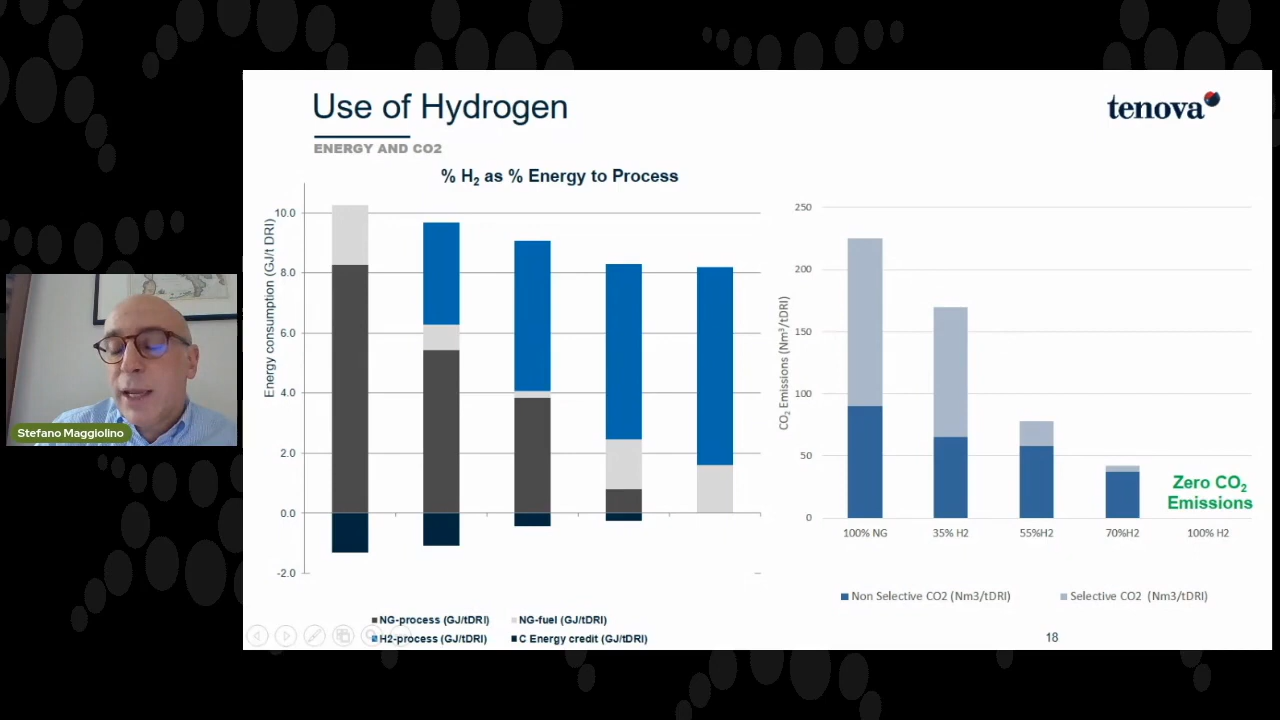 Use of Hydrogen
tenova
ENERGY AND CO2
% H₂ as % Energy to Process
Energy consumption (GJ/t DRI)
10.0
8.0
6.0
4.0
2.0
0.0
-2.0
NG-process (GJ/tDRI)
NG-fuel (GJ/tDRI)
H2-process (GJ/tDRI)
C Energy credit (GJ/tDRI)
CO₂ Emissions (Nm³/tDRI)
250
200
150
100
50
0
Zero CO₂
Emissions
100% NG
35% H2
55%H2
70%H2
100% H2
Non Selective CO2 (Nm3/tDRI)
Selective CO2 (Nm3/tDRI)
18
Stefano Maggiolino